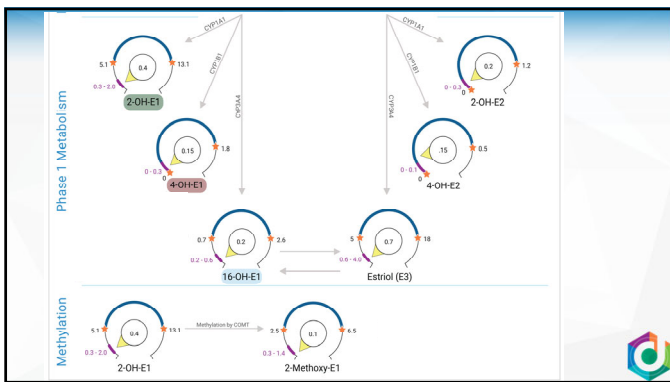 Phase 1 Metabolism
CYP1A1
CYP1B1
CYP3A4
CYP1A1
CYP1B1
CYP3A4
5.1
0.4
13.1
0.3 - 2.0
2-OH-E1
0.2
1.2
0 - 0.3
0
2-OH-E2
0.15
1.8
0 - 0.3
0
4-OH-E1
.15
0.5
0 - 0.1
0
4-OH-E2
0.7
0.2
2.6
0.2 - 0.6
16-OH-E1
5
0.7
18
0.6 - 4.0
Estriol (E3)
Methylation
5.1
0.4
13.1
0.3 - 2.0
2-OH-E1
Methylation by COMT
2.5
0.1
6.5
0.3 - 1.4
2-Methoxy-E1